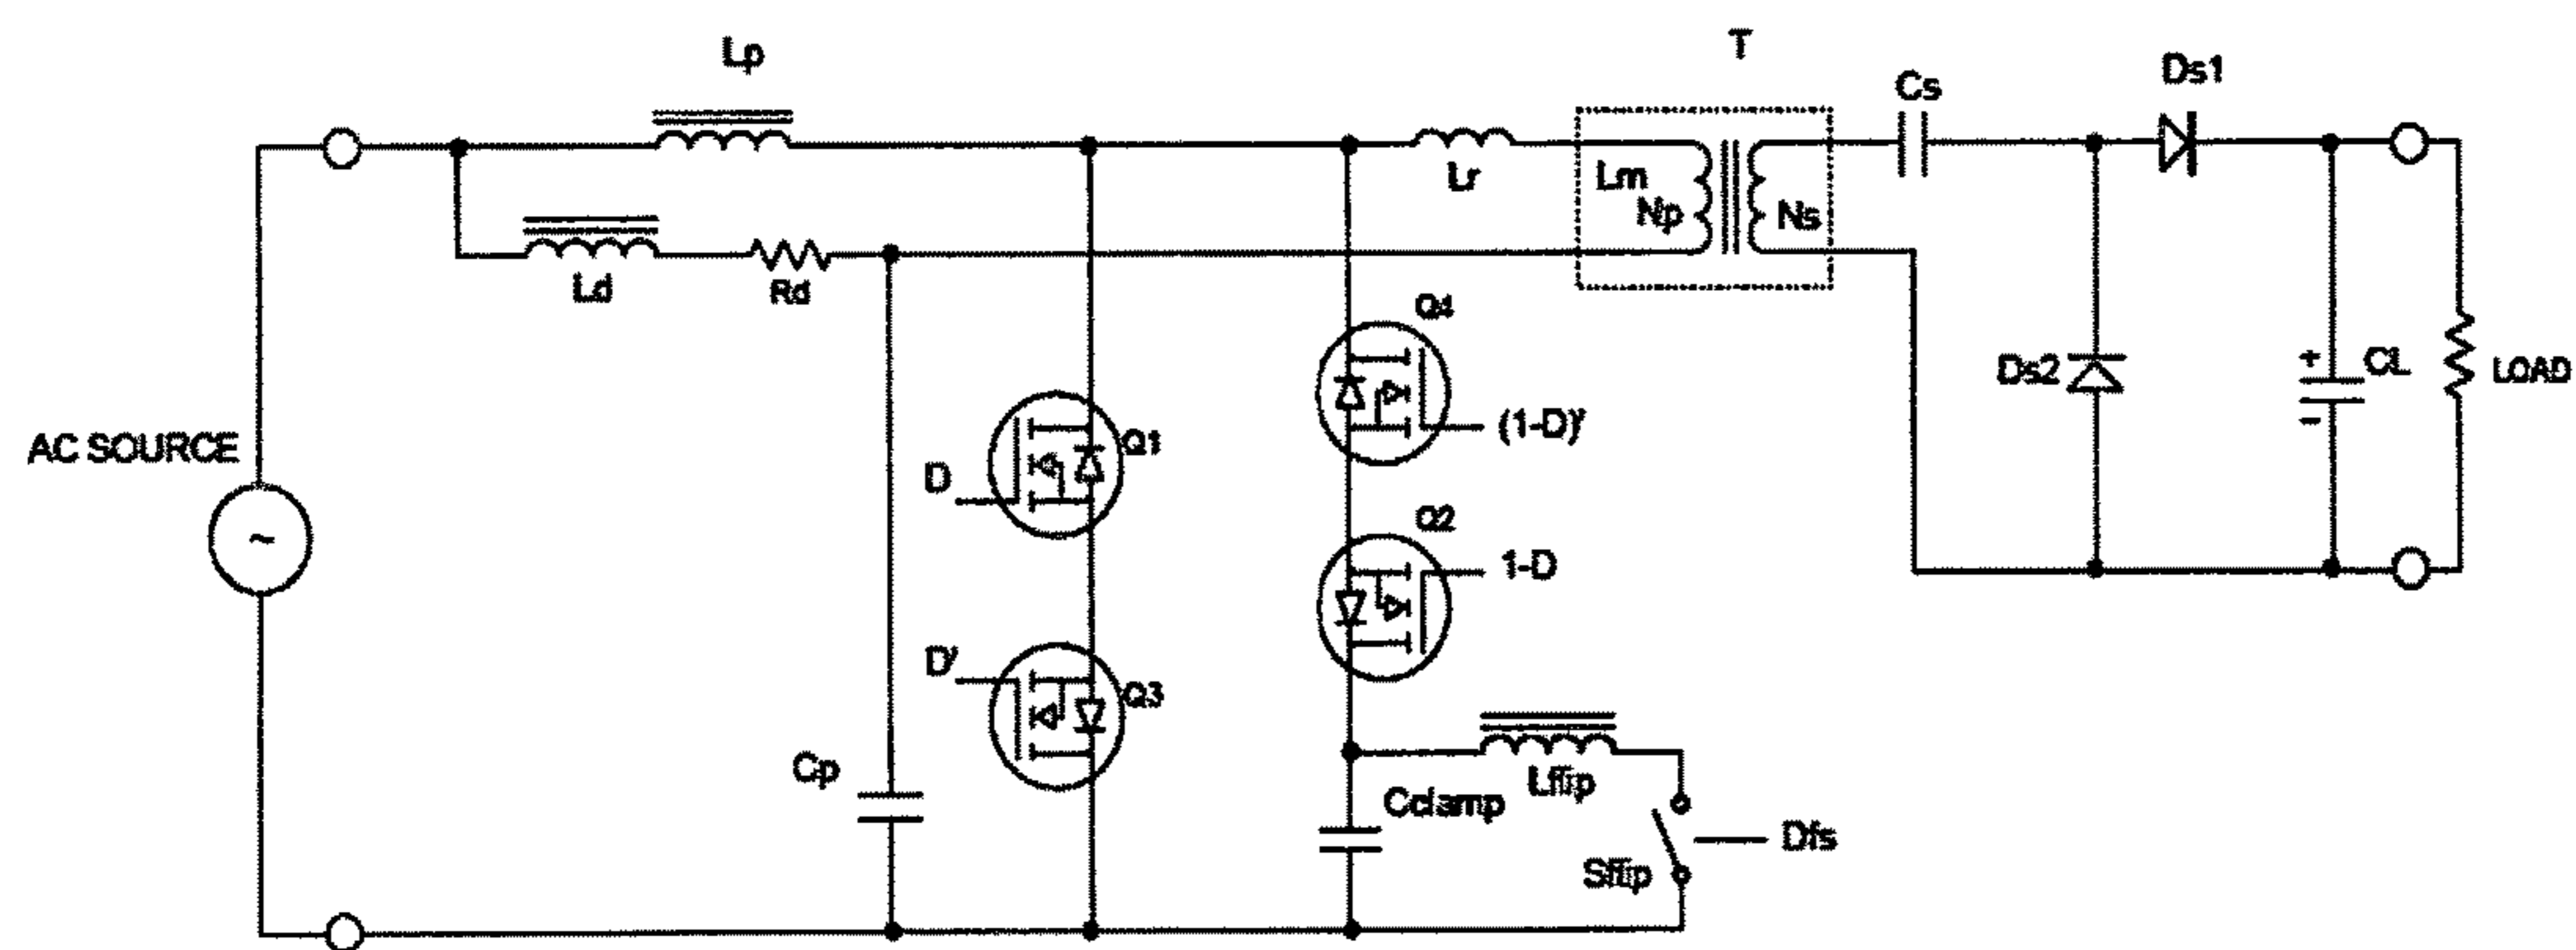 Lp
T
Cs
Ds1
Lr
Lm
Np
Ns
Ld
Rd
Q4
Ds2
+
CL
−
LOAD
AC SOURCE
~
D
Q1
(1-D)'
Q2
1-D
D'
Q3
Cp
Cclamp
Lflip
Sflip
Dfs